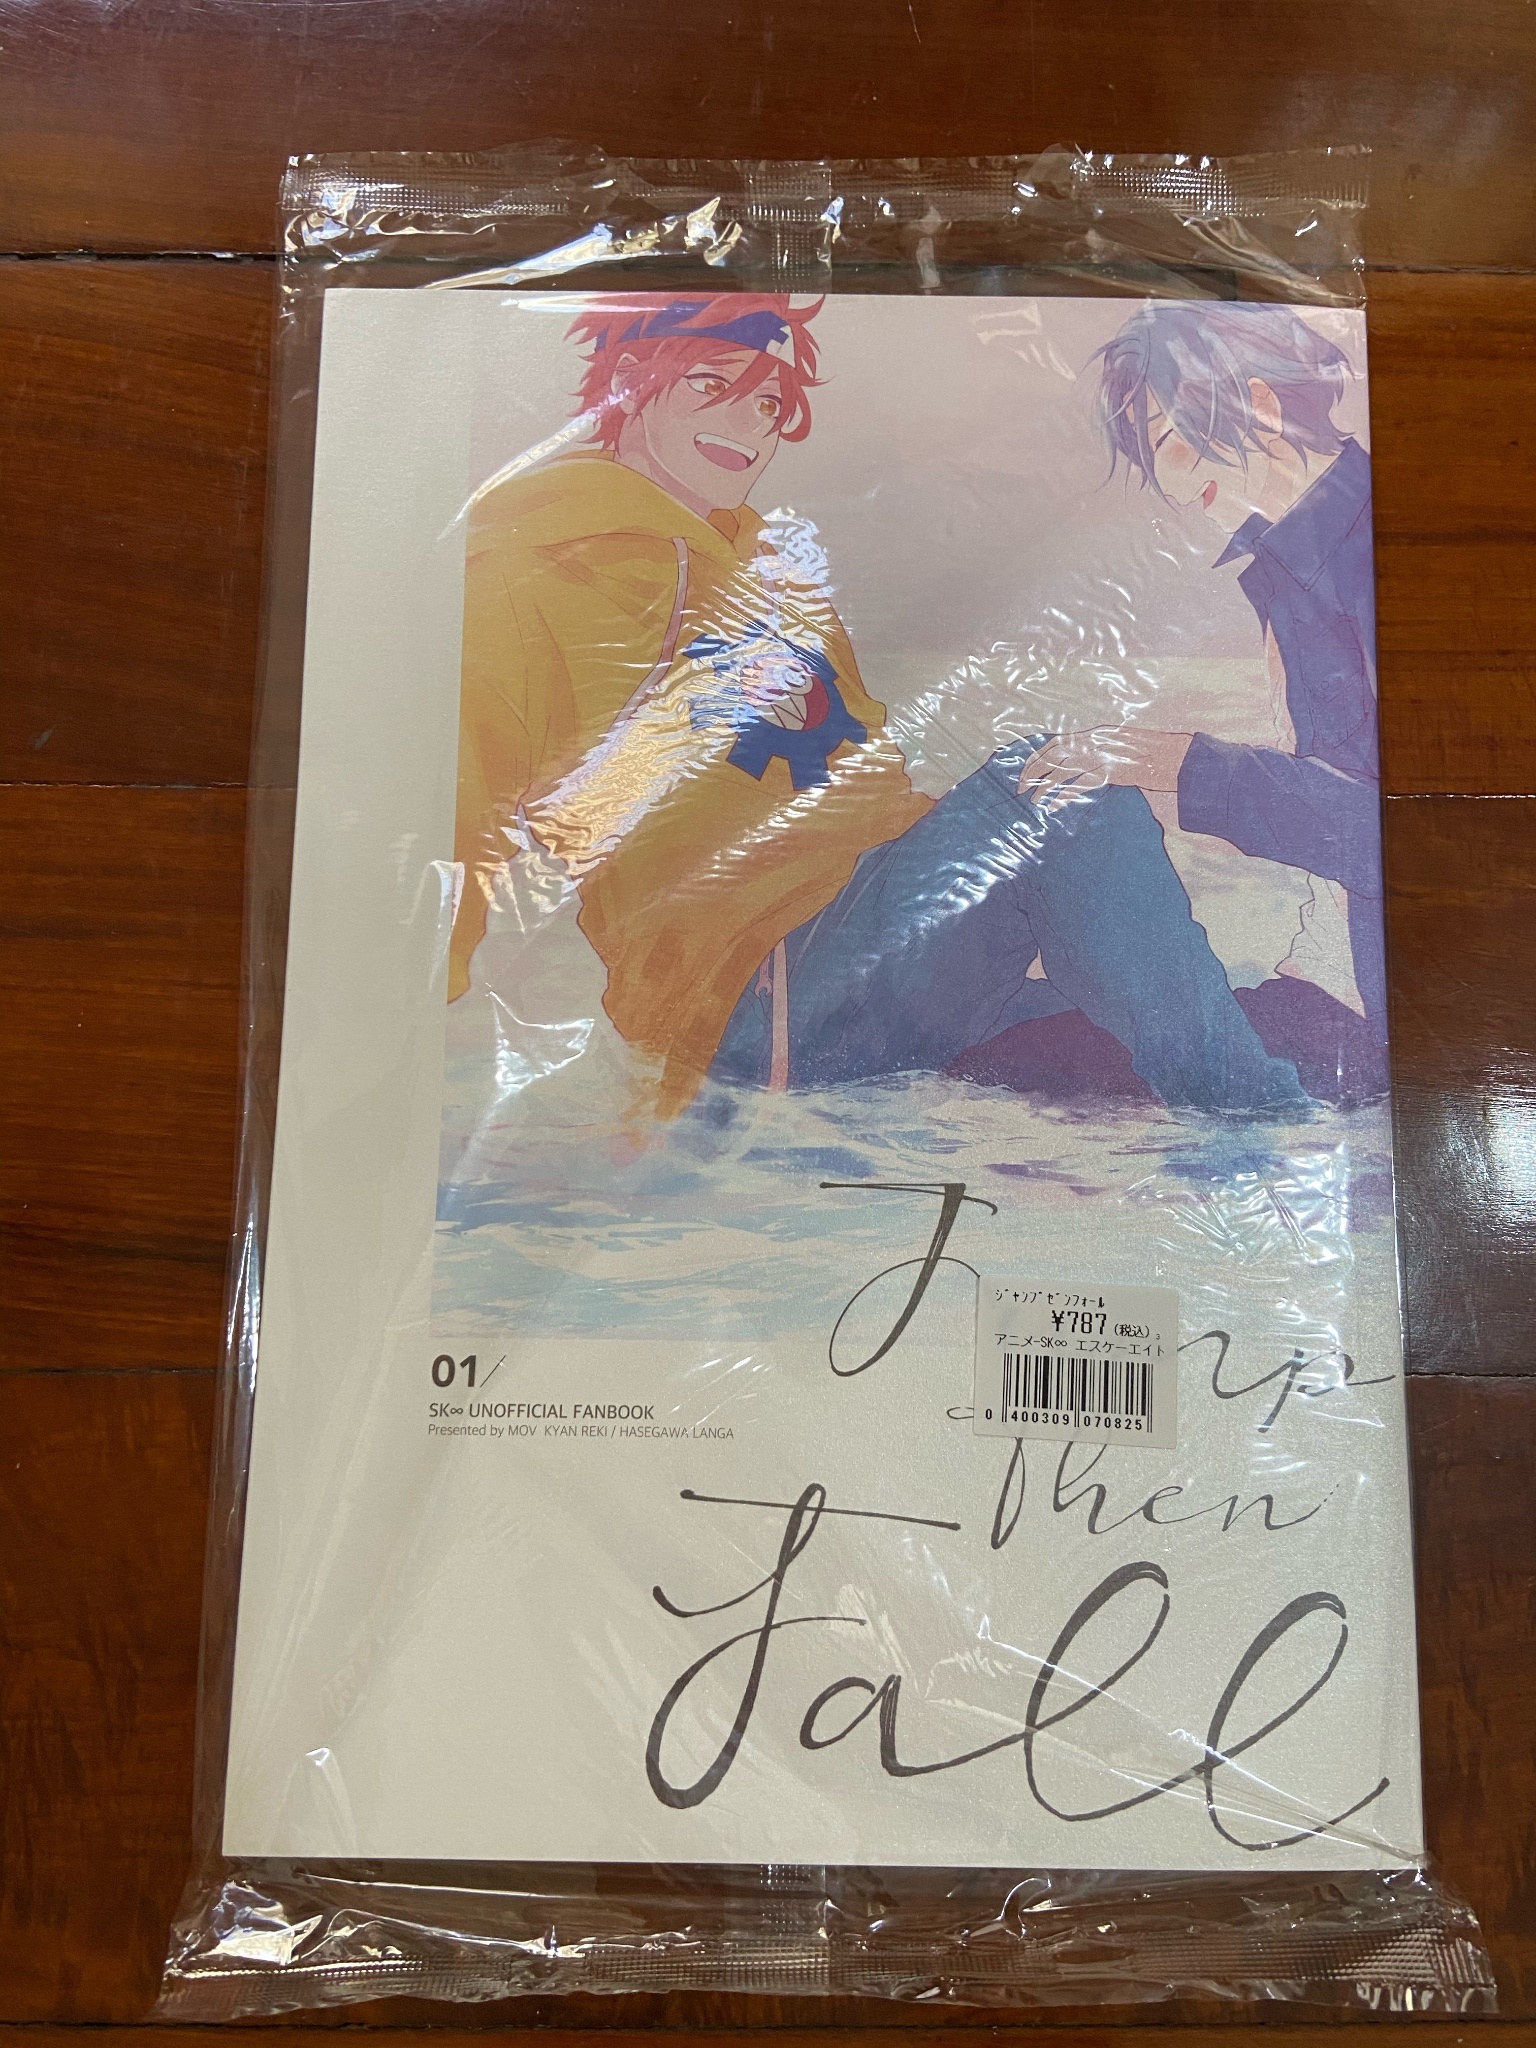 01/
SK∞ UNOFFICIAL FANBOOK
Presented by MOV KYAN REKI / HASEGAWA LANGA
ジャンプゼンフォール
¥787(税込)。3
アニメ-SK∞ エスケーエイト
0 400309 070825
Then
Fall